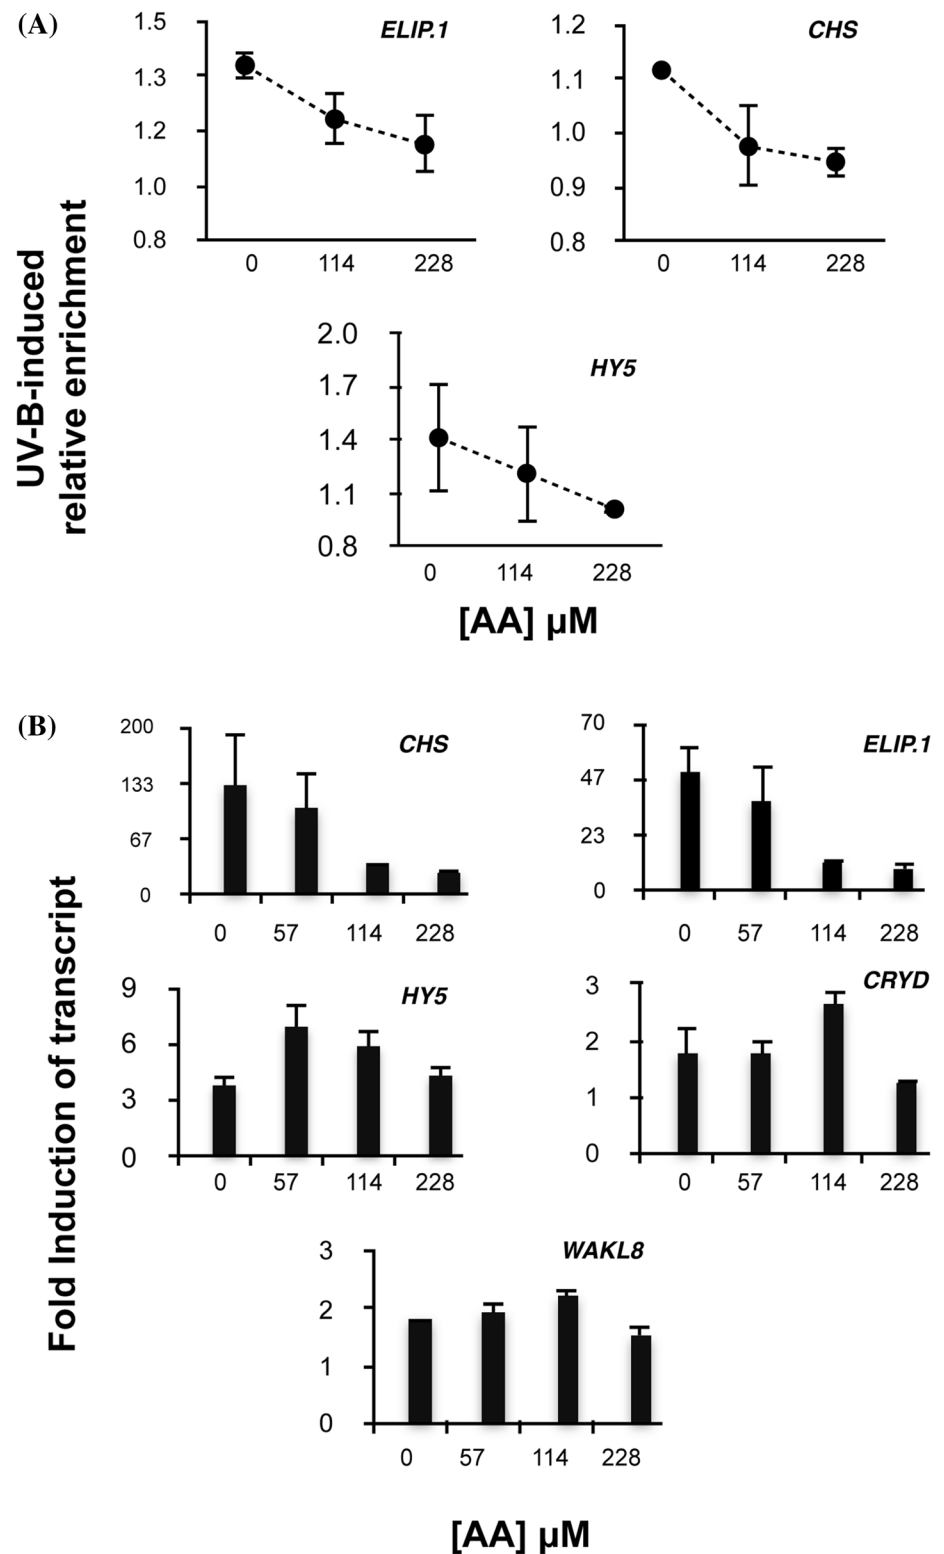 (A)
UV-B-induced
relative enrichment
ELIP.1
1.5
1.3
1.2
1.0
0.8
0 114 228
CHS
1.2
1.1
1.0
0.9
0.8
0 114 228
HY5
2.0
1.7
1.4
1.1
0.8
0 114 228
[AA] µM
(B)
Fold Induction of transcript
CHS
200
133
67
0
0 57 114 228
ELIP.1
70
47
23
0
0 57 114 228
HY5
9
6
3
0
0 57 114 228
CRYD
3
2
1
0
0 57 114 228
WAKL8
3
2
1
0
0 57 114 228
[AA] µM